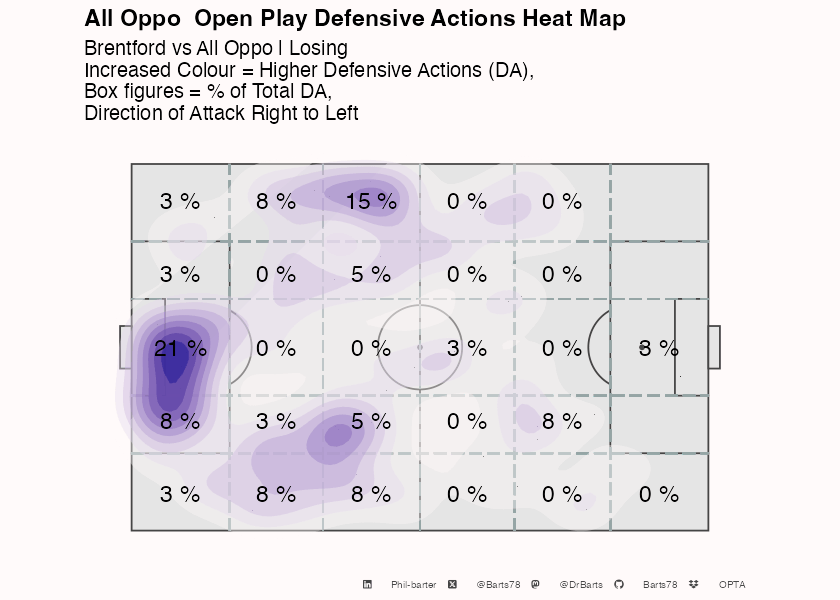 All Oppo  Open Play Defensive Actions Heat Map
Brentford vs All Oppo | Losing
Increased Colour = Higher Defensive Actions (DA),
Box figures = % of Total DA,
Direction of Attack Right to Left
3 % 8 % 15 % 0 % 0 %
3 % 0 % 5 % 0 % 0 %
21 % 0 % 0 % 3 % 0 % 3 %
8 % 3 % 5 % 0 % 8 %
3 % 8 % 8 % 0 % 0 % 0 %
Phil-barter @Barts78 @DrBarts Barts78 OPTA